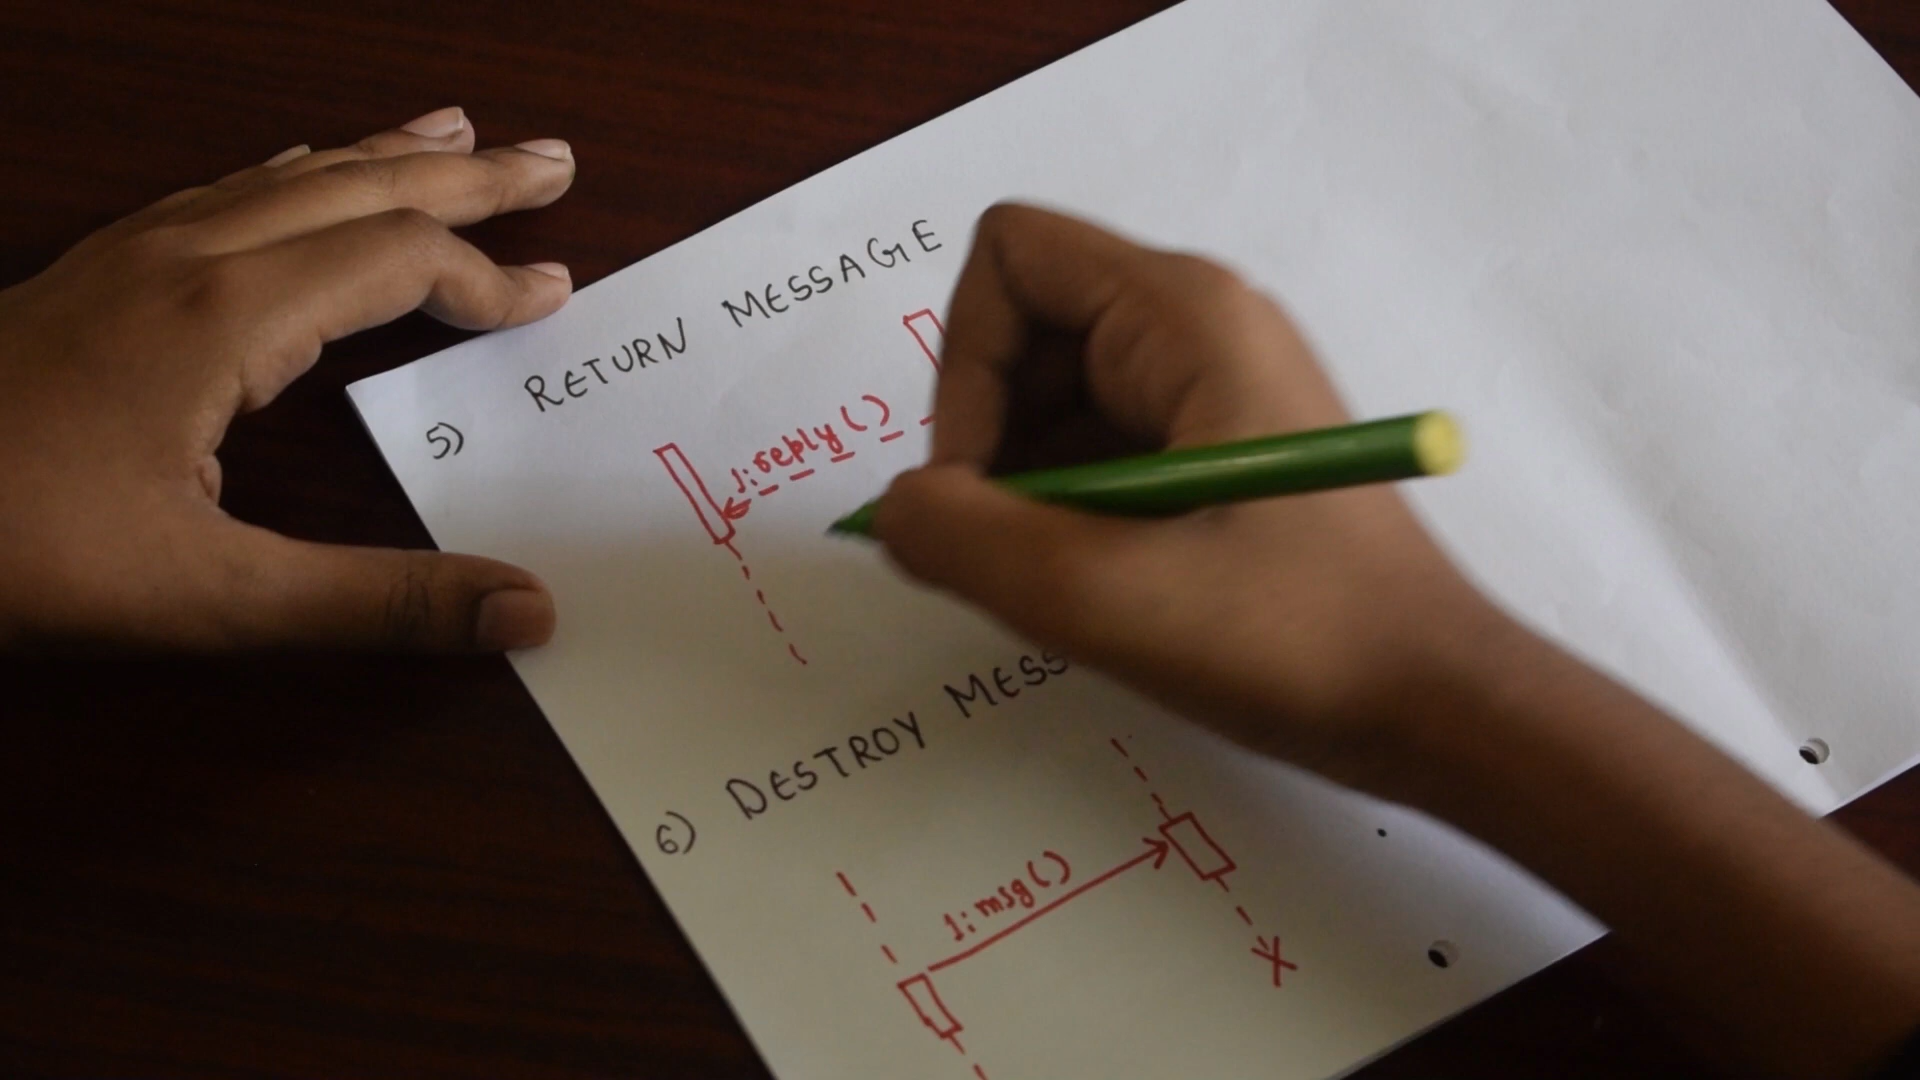 5) RETURN MESSAGE
1: reply()
6) DESTROY MESS
1: msg()